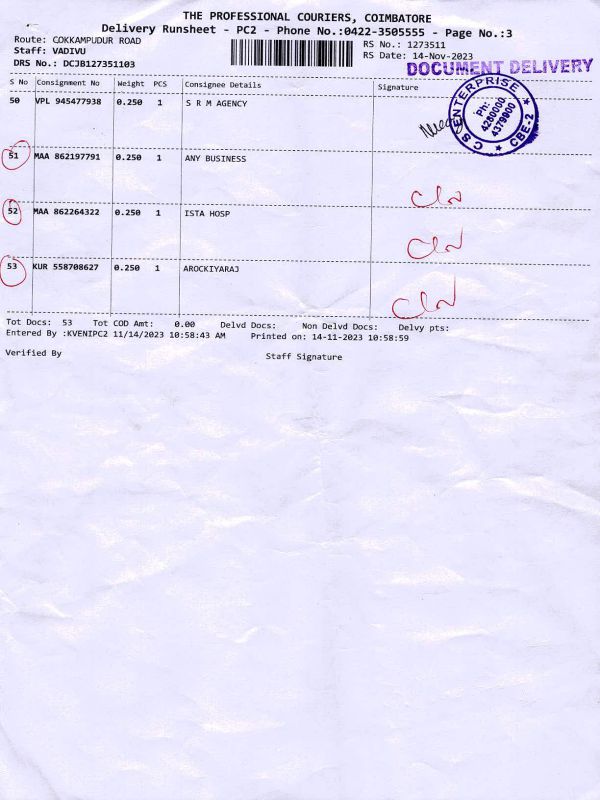 THE PROFESSIONAL COURIERS, COIMBATORE
Delivery Runsheet - PC2 - Phone No.:0422-3505555 - Page No.:3
Route: COKKAMPUDUR ROAD
RS No.: 1273511
Staff: VADIVU
RS Date: 14-Nov-2023
DRS No.: DCJB127351103
DOCUMENT DELIVERY
S No Consignment No Weight PCS Consignee Details Signature
50 VPL 945477938 0.250 1 S R M AGENCY
C S ENTERPRISE
Ph:
4280000
4379900
CBE-2
51 MAA 862197791 0.250 1 ANY BUSINESS
52 MAA 862264322 0.250 1 ISTA HOSP
53 KUR 558708627 0.250 1 AROCKIYARAJ
Tot Docs: 53 Tot COD Amt: 0.00 Delvd Docs: Non Delvd Docs: Delvy pts:
Entered By :KVENIPC2 11/14/2023 10:58:43 AM Printed on: 14-11-2023 10:58:59
Verified By Staff Signature